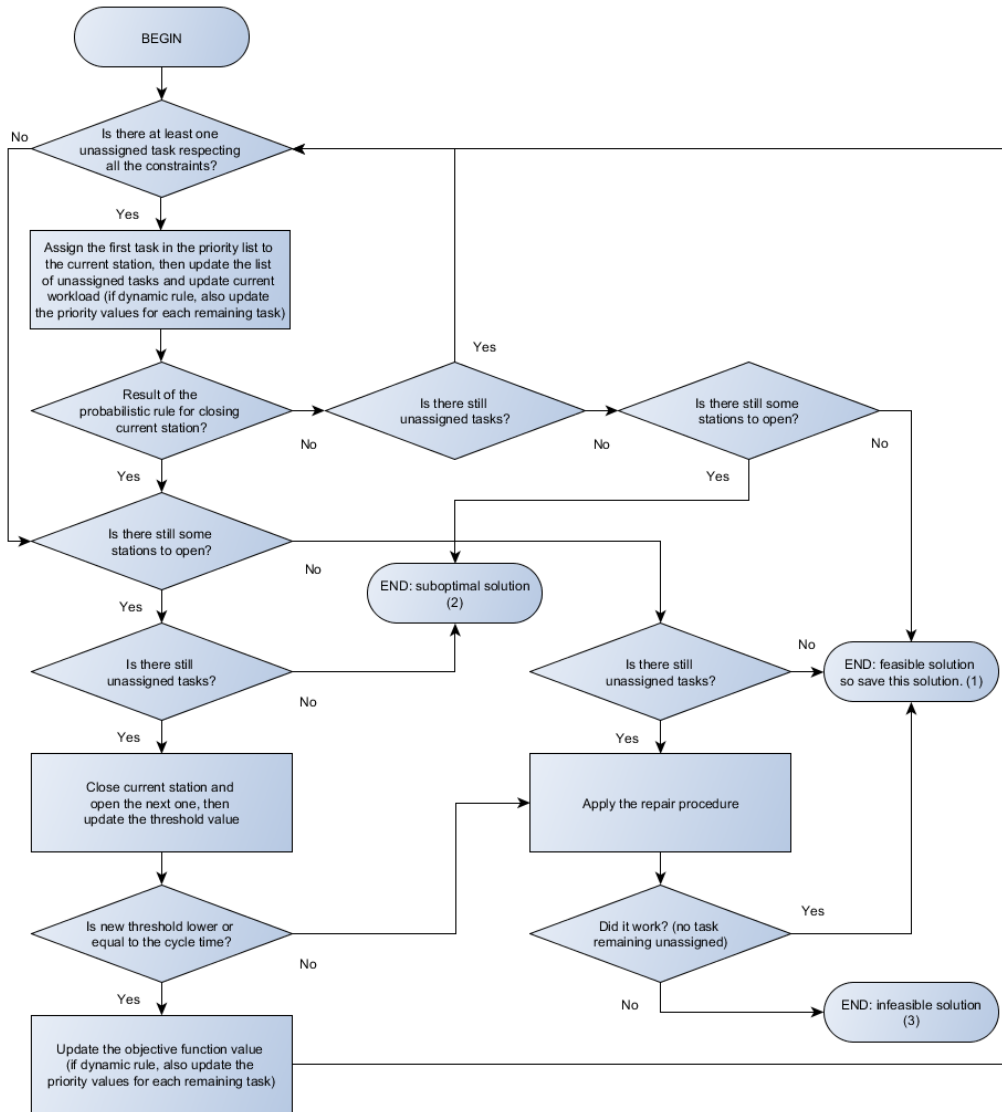 BEGIN
No
Is there at least one
unassigned task respecting
all the constraints?
Yes
Assign the first task in the priority list to
the current station, then update the list
of unassigned tasks and update current
workload (if dynamic rule, also update
the priority values for each remaining task)
Yes
Result of the
probabilistic rule for closing
current station?
No
Is there still
unassigned tasks?
No
Is there still some
stations to open?
No
Yes
Yes
Is there still some
stations to open?
No
END: suboptimal solution
(2)
Yes
Is there still
unassigned tasks?
No
Is there still
unassigned tasks?
No
END: feasible solution
so save this solution. (1)
Yes
Yes
Close current station and
open the next one, then
update the threshold value
Apply the repair procedure
Is new threshold lower or
equal to the cycle time?
No
Did it work? (no task
remaining unassigned)
Yes
Yes
No
END: infeasible solution
(3)
Update the objective function value
(if dynamic rule, also update the
priority values for each remaining task)